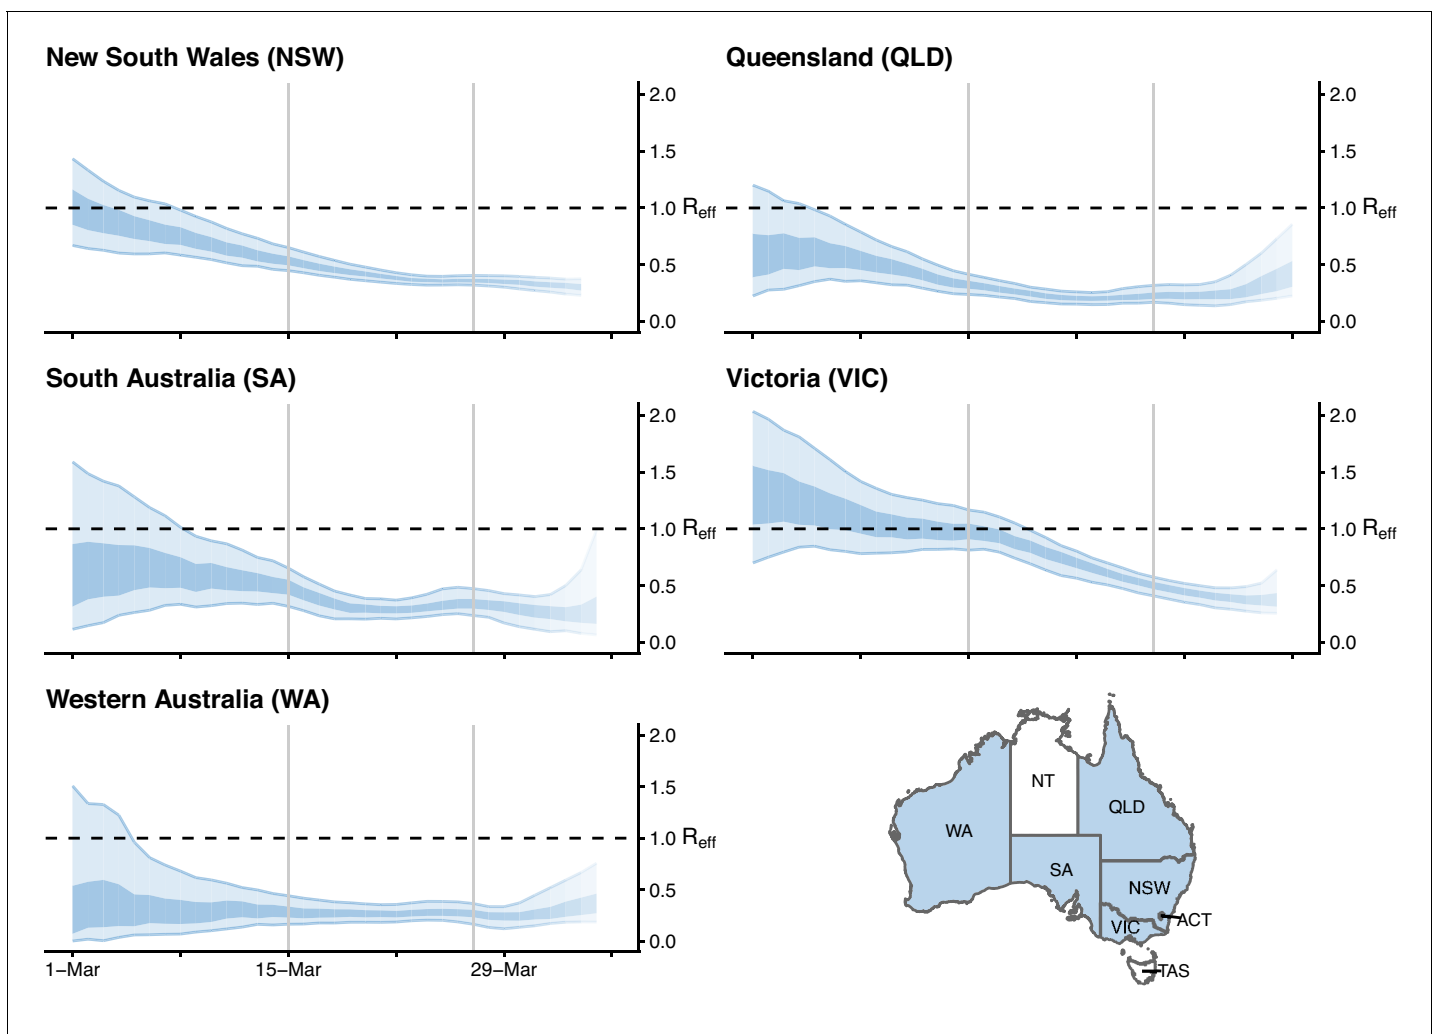 New South Wales (NSW)
2.0
1.5
1.0 Reff
0.5
0.0
Queensland (QLD)
2.0
1.5
1.0 Reff
0.5
0.0
South Australia (SA)
2.0
1.5
1.0 Reff
0.5
0.0
Victoria (VIC)
2.0
1.5
1.0 Reff
0.5
0.0
Western Australia (WA)
2.0
1.5
1.0 Reff
0.5
0.0
1–Mar 15–Mar 29–Mar
NT
QLD
WA
SA
NSW
ACT
VIC
TAS